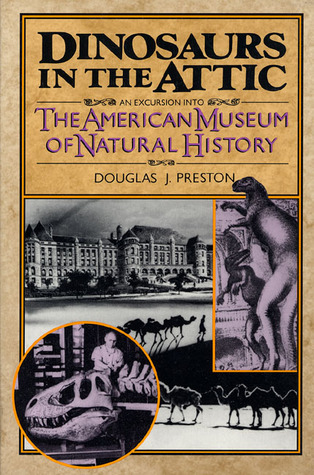 DINOSAURS
IN THE ATTIC
AN EXCURSION INTO
THE AMERICAN MUSEUM
OF NATURAL HISTORY
DOUGLAS J. PRESTON